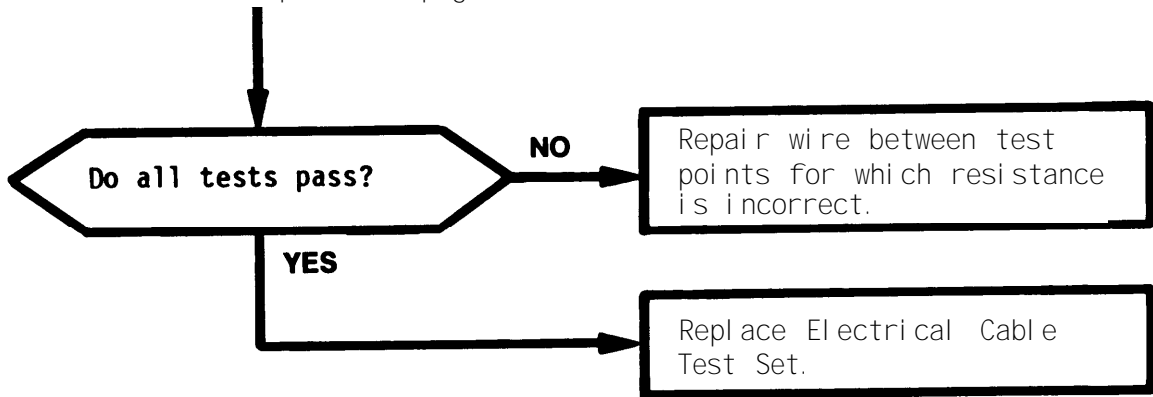 Do all tests pass?
NO
Repair wire between test
points for which resistance
is incorrect.
YES
Replace Electrical Cable
Test Set.